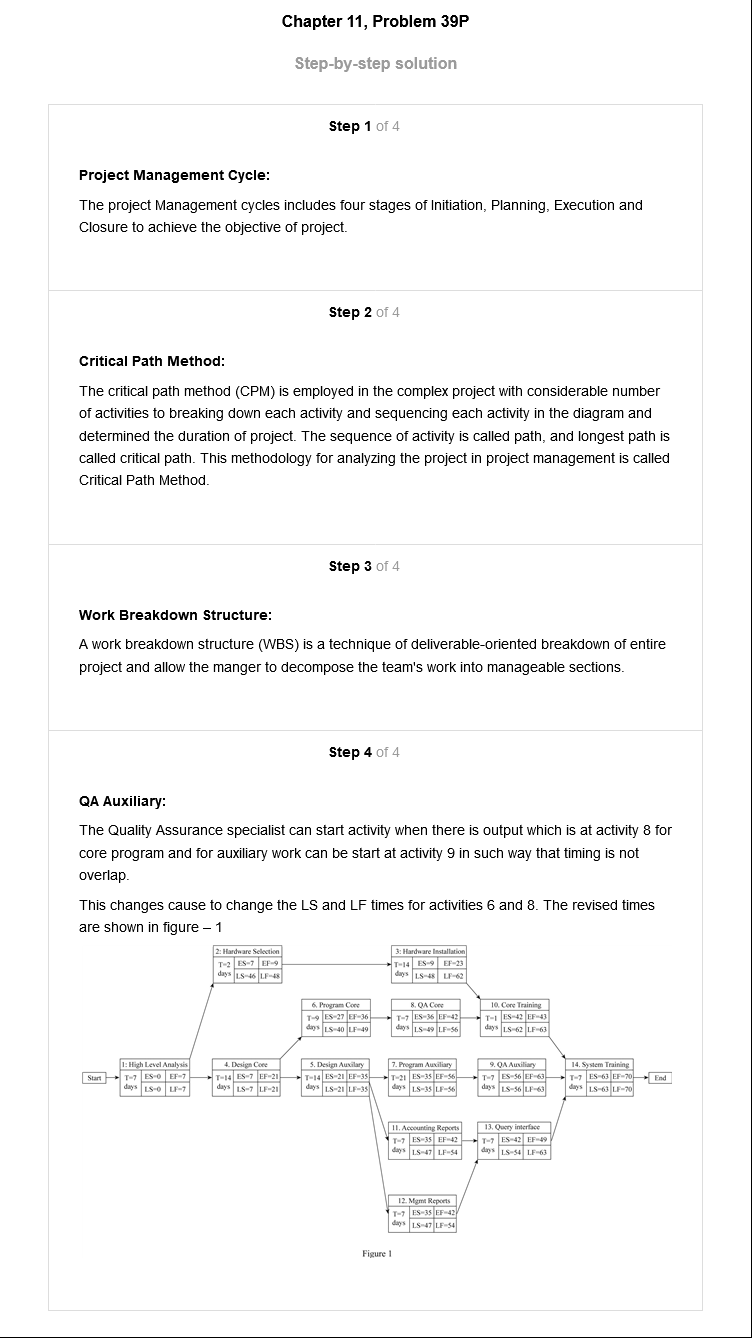 Chapter 11, Problem 39P
Step-by-step solution
Step 1 of 4
Project Management Cycle:
The project Management cycles includes four stages of Initiation, Planning, Execution and
Closure to achieve the objective of project.
Step 2 of 4
Critical Path Method:
The critical path method (CPM) is employed in the complex project with considerable number
of activities to breaking down each activity and sequencing each activity in the diagram and
determined the duration of project. The sequence of activity is called path, and longest path is
called critical path. This methodology for analyzing the project in project management is called
Critical Path Method.
Step 3 of 4
Work Breakdown Structure:
A work breakdown structure (WBS) is a technique of deliverable-oriented breakdown of entire
project and allow the manger to decompose the team's work into manageable sections.
Step 4 of 4
QA Auxiliary:
The Quality Assurance specialist can start activity when there is output which is at activity 8 for
core program and for auxiliary work can be start at activity 9 in such way that timing is not
overlap.
This changes cause to change the LS and LF times for activities 6 and 8. The revised times
are shown in figure – 1
2: Hardware Selection
T=2 days ES=7 EF=9
LS=46 LF=48
3: Hardware Installation
T=14 days ES=9 EF=23
LS=48 LF=62
6. Program Core
T=9 days ES=27 EF=36
LS=40 LF=49
8. QA Core
T=7 days ES=36 EF=42
LS=49 LF=56
10. Core Training
T=1 days ES=42 EF=43
LS=62 LF=63
Start
1: High Level Analysis
T=7 days ES=0 EF=7
LS=0 LF=7
4. Design Core
T=14 days ES=7 EF=21
LS=7 LF=21
5. Design Auxilary
T=14 days ES=21 EF=35
LS=21 LF=35
7. Program Auxiliary
T=21 days ES=35 EF=56
LS=35 LF=56
9. QA Auxiliary
T=7 days ES=56 EF=63
LS=56 LF=63
14. System Training
T=7 days ES=63 EF=70
LS=63 LF=70
End
11. Accounting Reports
T=7 days ES=35 EF=42
LS=47 LF=54
13. Query interface
T=7 days ES=42 EF=49
LS=54 LF=63
12. Mgmt Reports
T=7 days ES=35 EF=42
LS=47 LF=54
Figure 1